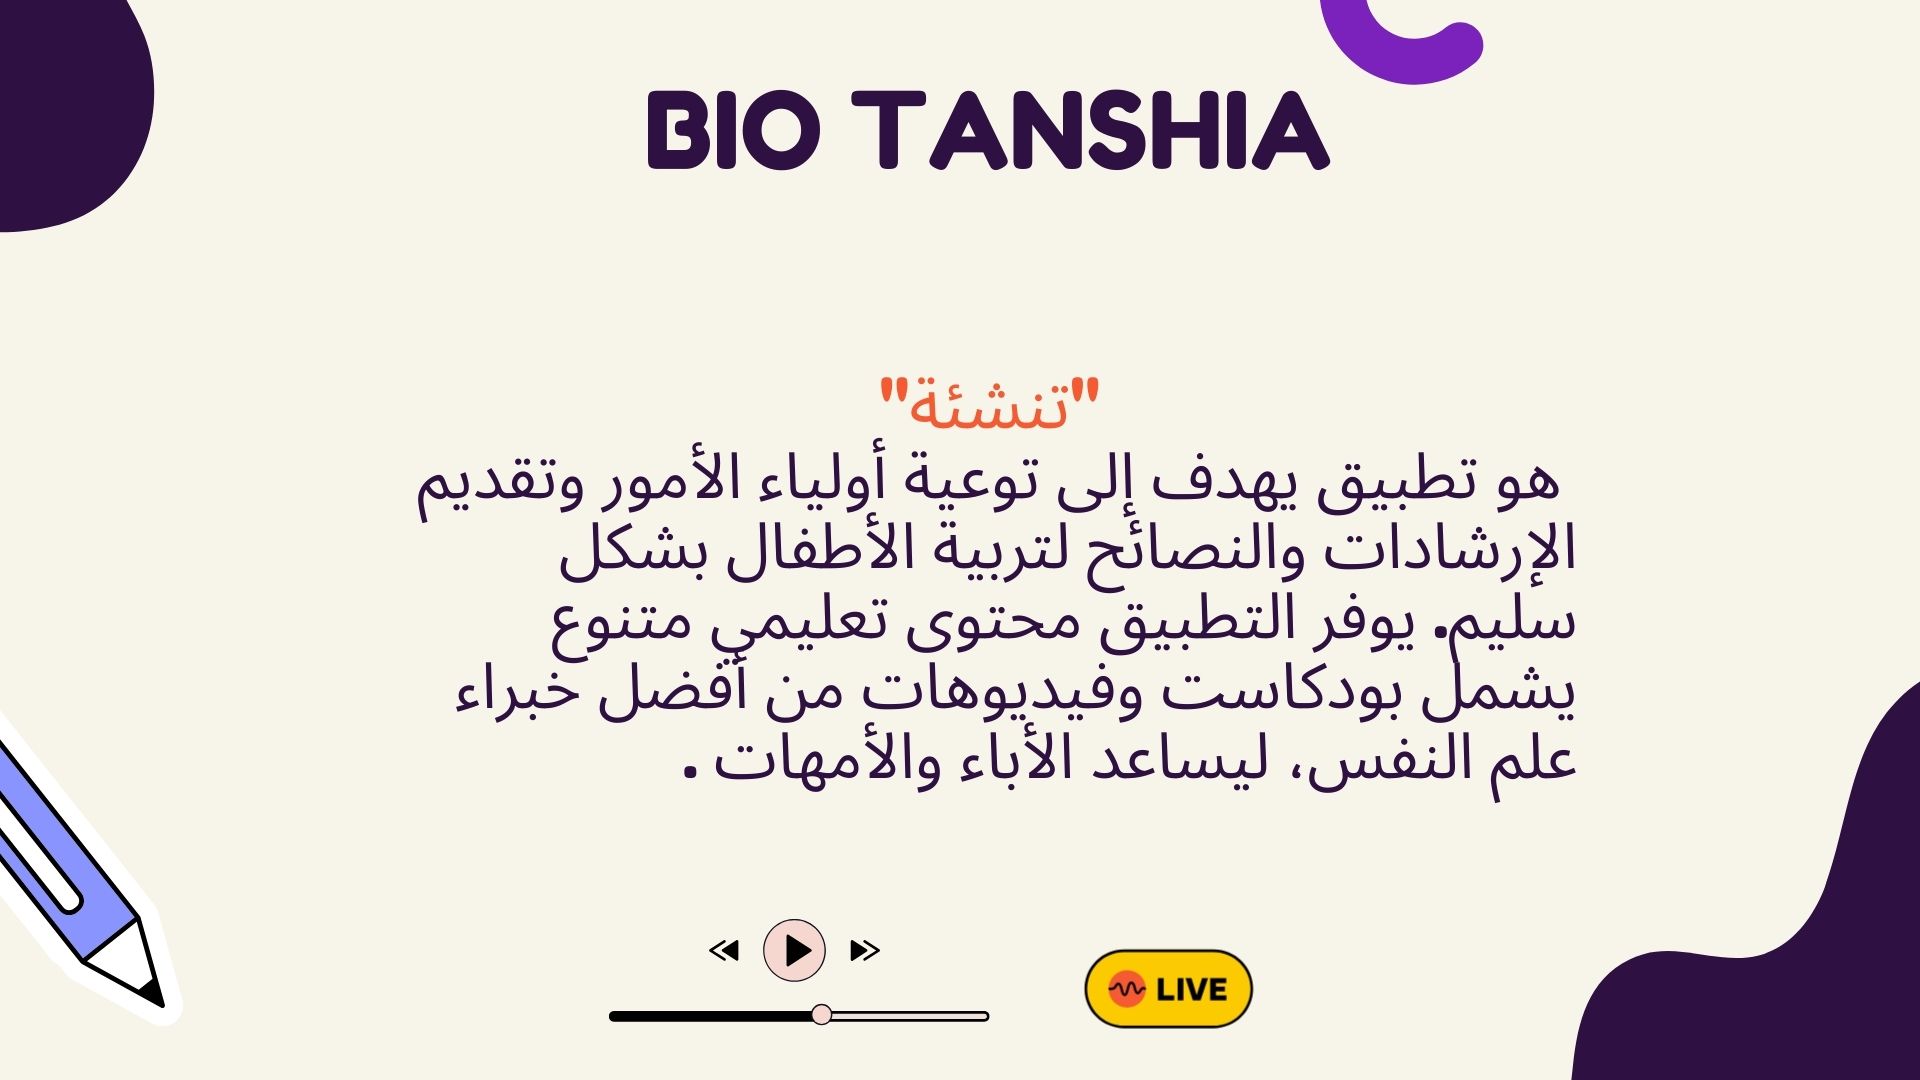 BIO TANSHIA
"تنشئة"
هو تطبيق يهدف إلى توعية أولياء الأمور وتقديم
الإرشادات والنصائح لتربية الأطفال بشكل
سليم. يوفر التطبيق محتوى تعليمي متنوع
يشمل بودكاست وفيديوهات من أفضل خبراء
علم النفس، ليساعد الأباء والأمهات .
LIVE